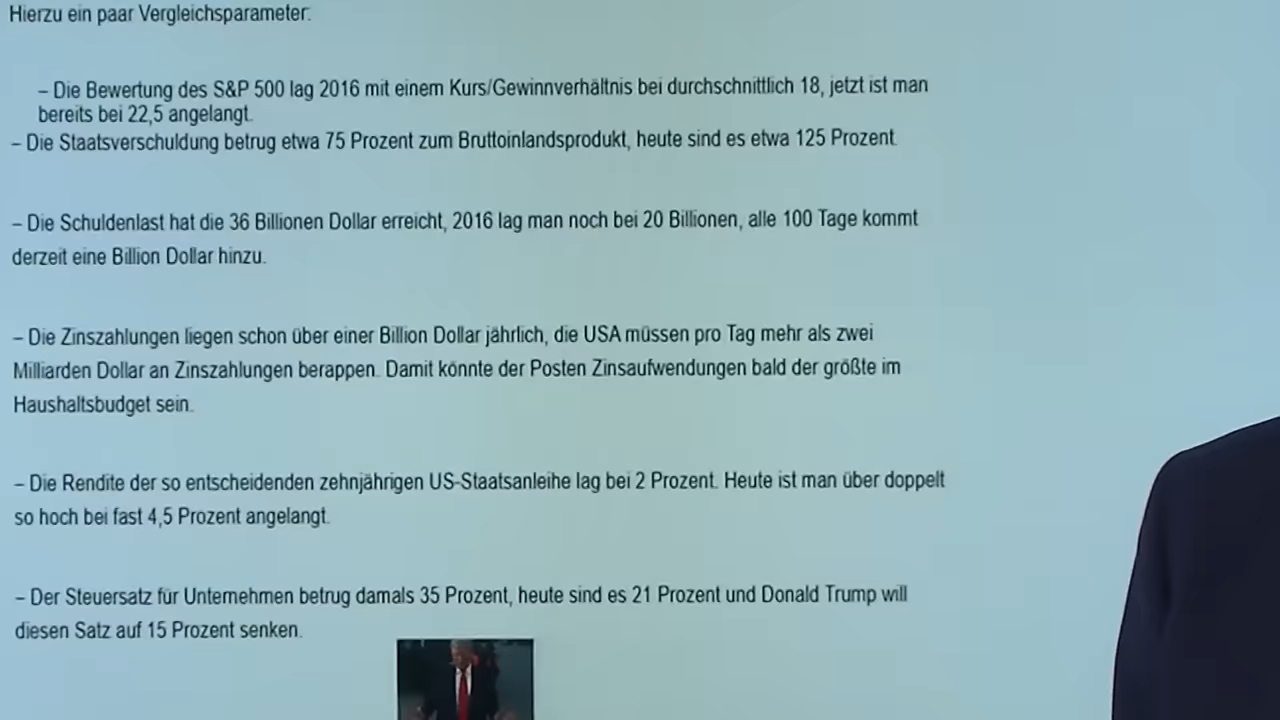 Hierzu ein paar Vergleichsparameter:
– Die Bewertung des S&P 500 lag 2016 mit einem Kurs/Gewinnverhältnis bei durchschnittlich 18, jetzt ist man
bereits bei 22,5 angelangt.
– Die Staatsverschuldung betrug etwa 75 Prozent zum Bruttoinlandsprodukt, heute sind es etwa 125 Prozent.
– Die Schuldenlast hat die 36 Billionen Dollar erreicht, 2016 lag man noch bei 20 Billionen, alle 100 Tage kommt
derzeit eine Billion Dollar hinzu.
– Die Zinszahlungen liegen schon über einer Billion Dollar jährlich, die USA müssen pro Tag mehr als zwei
Milliarden Dollar an Zinszahlungen berappen. Damit könnte der Posten Zinsaufwendungen bald der größte im
Haushaltsbudget sein.
– Die Rendite der so entscheidenden zehnjährigen US-Staatsanleihe lag bei 2 Prozent. Heute ist man über doppelt
so hoch bei fast 4,5 Prozent angelangt.
– Der Steuersatz für Unternehmen betrug damals 35 Prozent, heute sind es 21 Prozent und Donald Trump will
diesen Satz auf 15 Prozent senken.